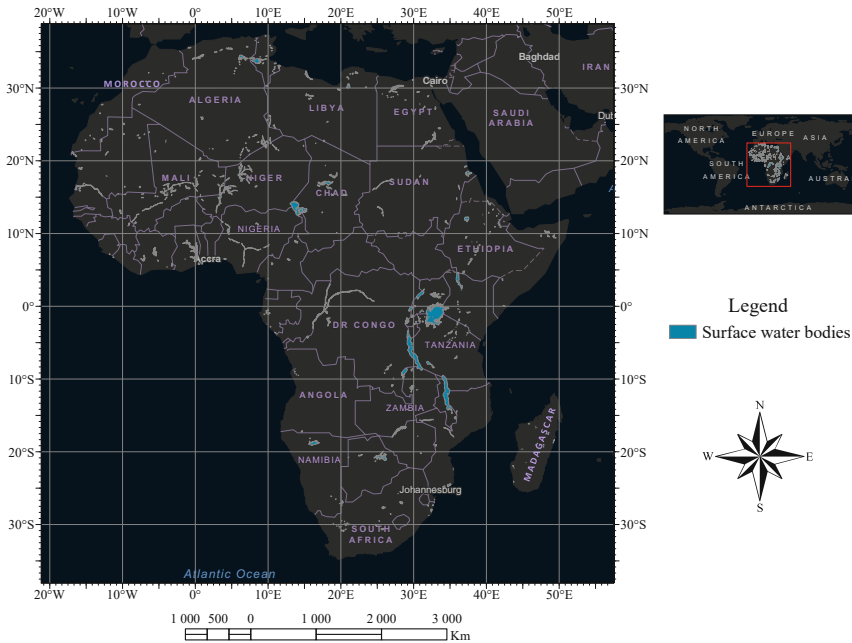 20°W 10°W 0° 10°E 20°E 30°E 40°E 50°E
30°N
20°N
10°N
0°
10°S
20°S
30°S
30°N
20°N
10°N
0°
10°S
20°S
30°S
Baghdad
IRAN
Cairo
MOROCCO
ALGERIA
LIBYA
EGYPT
SAUDI
ARABIA
MALI
NIGER
CHAD
SUDAN
NIGERIA
ETHIOPIA
Accra
DR CONGO
TANZANIA
ANGOLA
ZAMBIA
MADAGASCAR
NAMIBIA
Johannesburg
SOUTH
AFRICA
Atlantic Ocean
20°W 10°W 0° 10°E 20°E 30°E 40°E 50°E
1 000 500 0 1 000 2 000 3 000
Km
NORTH
AMERICA
EUROPE
ASIA
SOUTH
AMERICA
AUSTRA
ANTARCTICA
Legend
Surface water bodies
N
W E
S